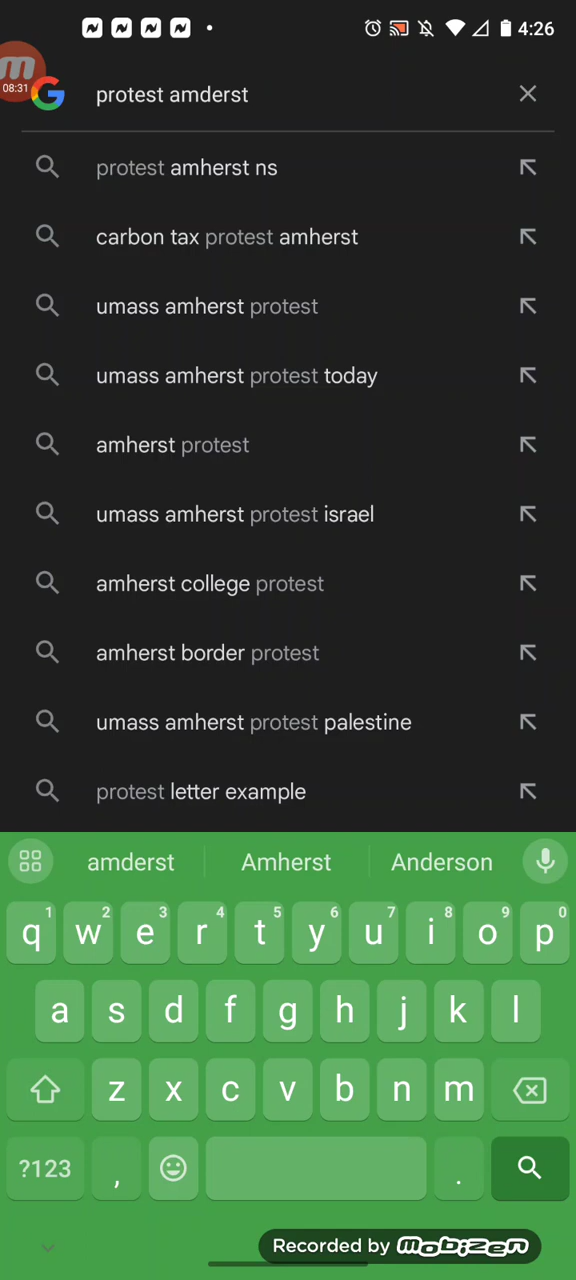 4:26
08:31
protest amderst
protest amherst ns
carbon tax protest amherst
umass amherst protest
umass amherst protest today
amherst protest
umass amherst protest israel
amherst college protest
amherst border protest
umass amherst protest palestine
protest letter example
amderst Amherst Anderson
1 2 3 4 5 6 7 8 9 0
q w e r t y u i o p
a s d f g h j k l
z x c v b n m
?123 , .
Recorded by mobizen